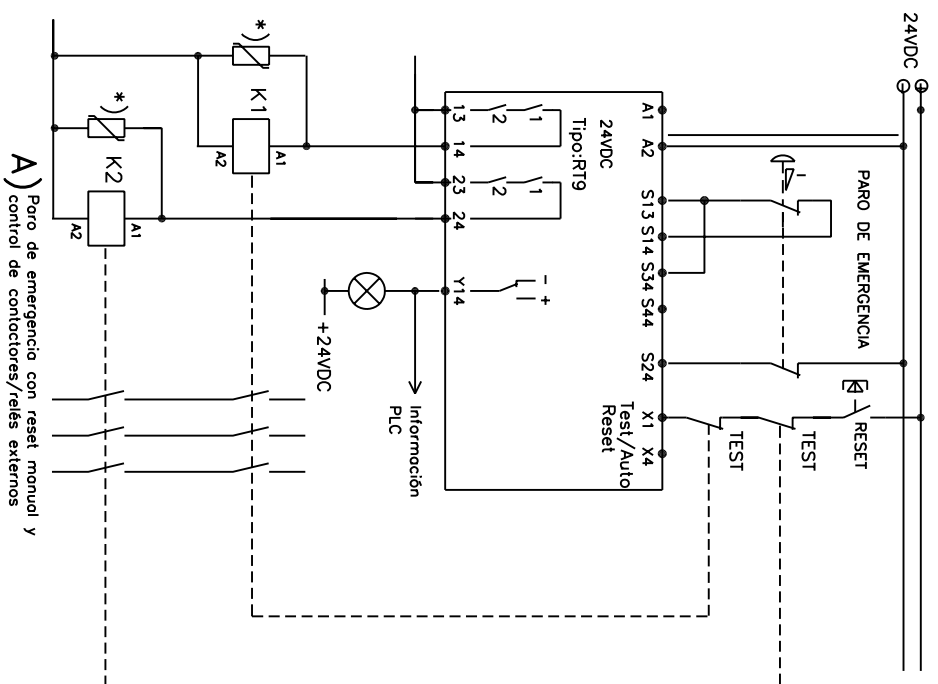 24VDC
PARO DE EMERGENCIA
RESET
TEST
TEST
A1
A2
S13
S14
S34
S44
S24
X1
X4
24VDC
Tipo:RT9
Test/Auto
Reset
1
2
1
2
- +
13
14
23
24
Y14
Información
PLC
+24VDC
*)
K1
A1
A2
*)
K2
A1
A2
A) Paro de emergencia con reset manual y
control de contactores/relés externos